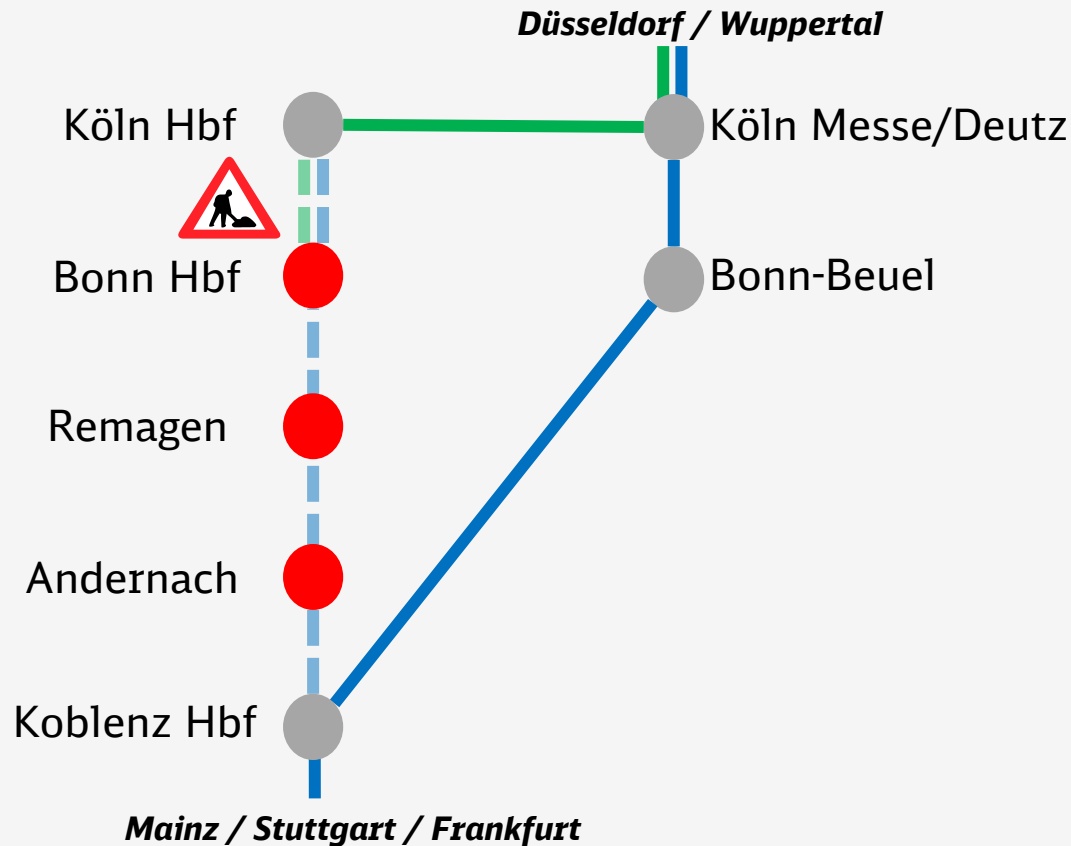 Düsseldorf / Wuppertal
Köln Hbf
Köln Messe/Deutz
Bonn Hbf
Bonn-Beuel
Remagen
Andernach
Koblenz Hbf
Mainz / Stuttgart / Frankfurt